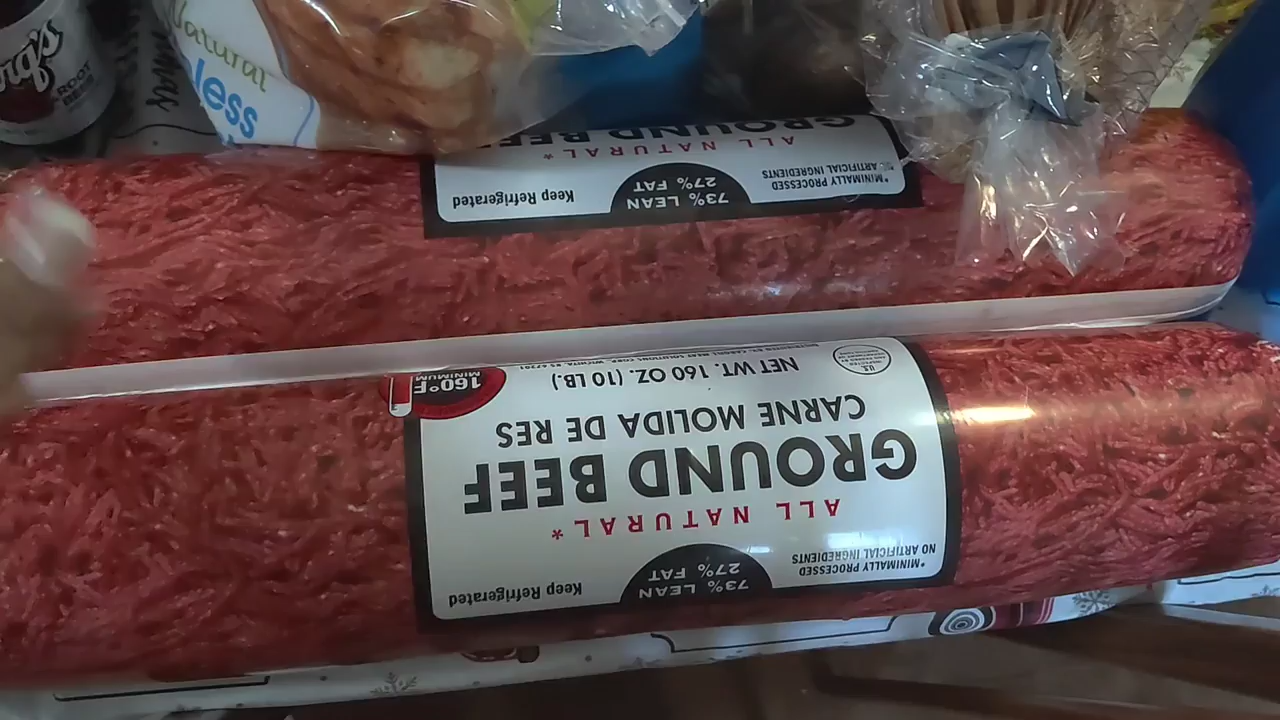 ROOT
BEER
Natural
less
GROUND BEEF
ALL NATURAL*
*MINIMALLY PROCESSED
NO ARTIFICIAL INGREDIENTS
73% LEAN
27% FAT
Keep Refrigerated
*MINIMALLY PROCESSED
NO ARTIFICIAL INGREDIENTS
73% LEAN
27% FAT
Keep Refrigerated
ALL NATURAL*
GROUND BEEF
CARNE MOLIDA DE RES
NET WT. 160 OZ. (10 LB.)
160°F
MINIMUM
U.S.